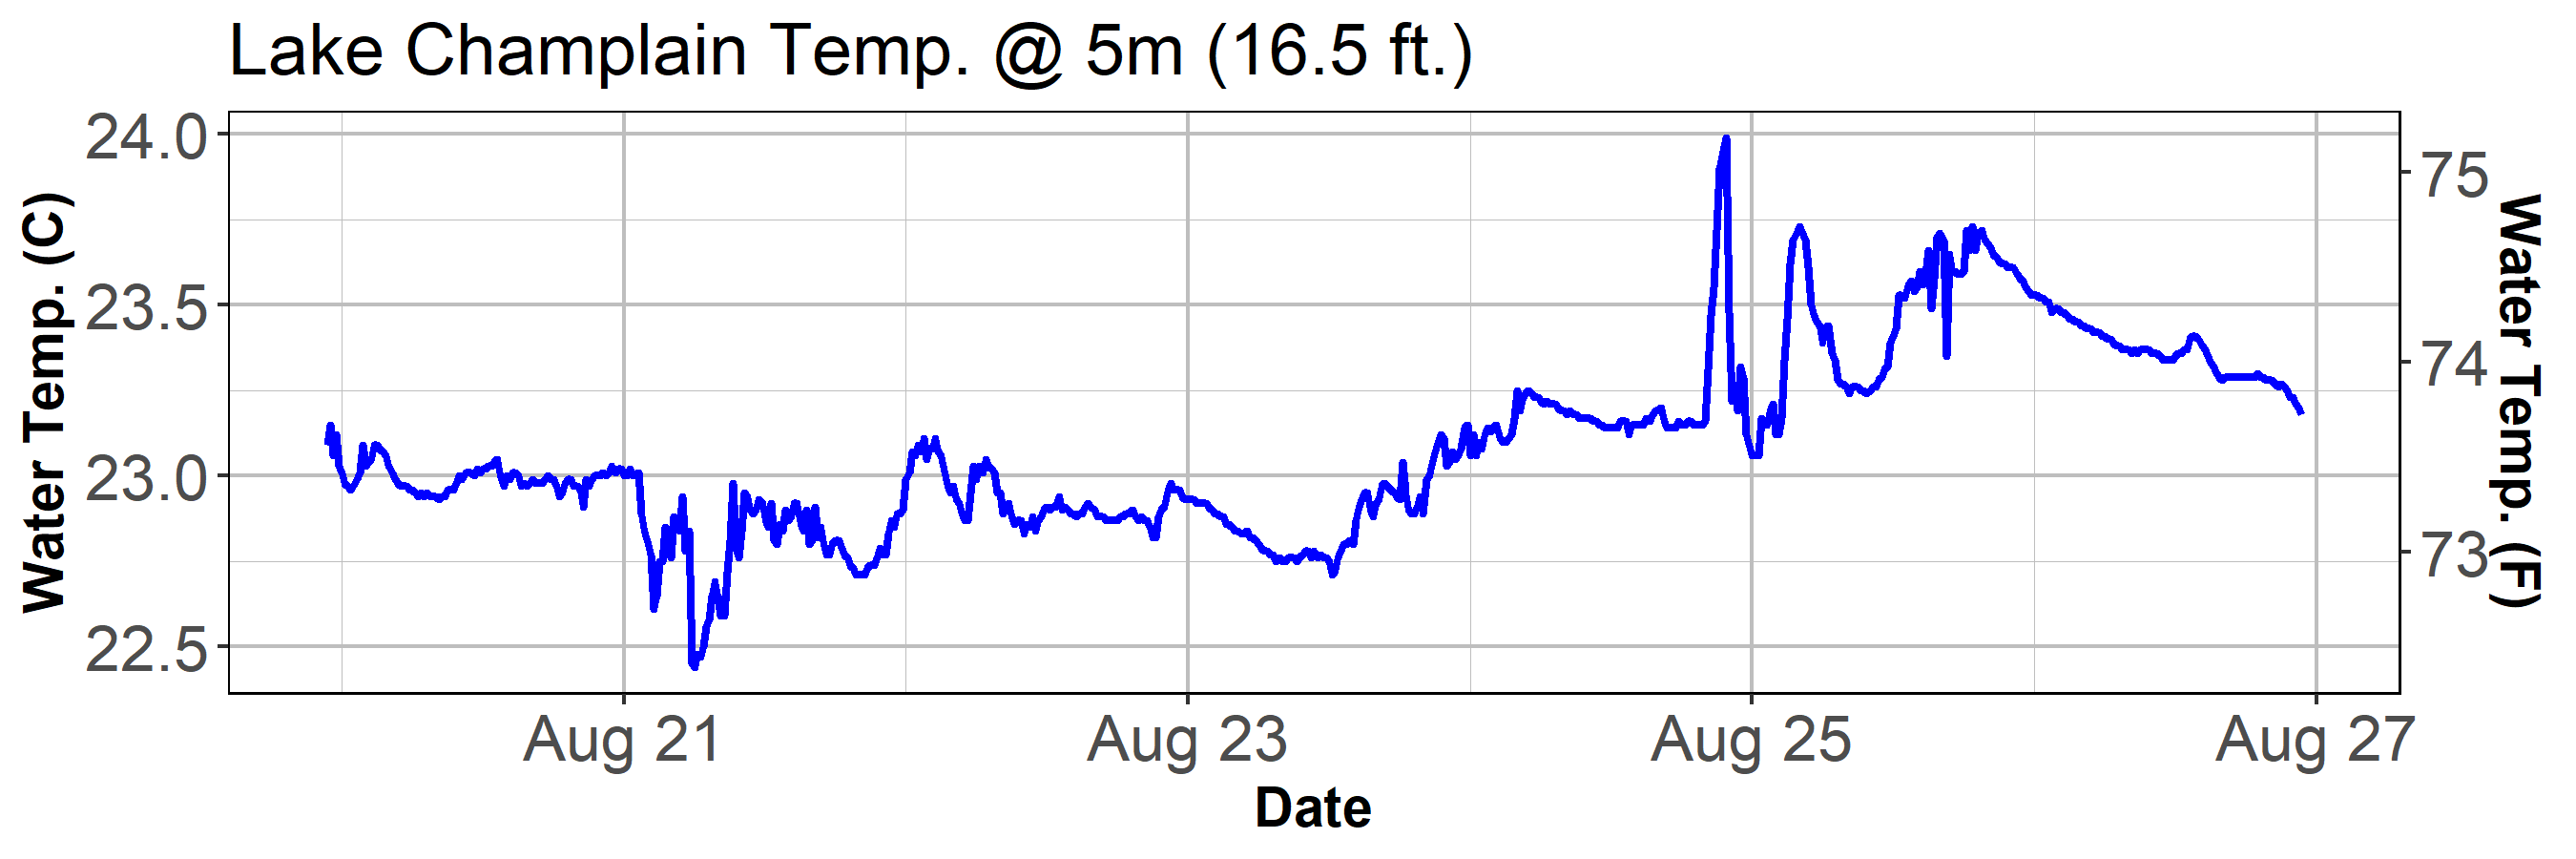 Lake Champlain Temp. @ 5m (16.5 ft.)
Water Temp. (C)
24.0
23.5
23.0
22.5
75
74
73
Water Temp. (F)
Aug 21 Aug 23 Aug 25 Aug 27
Date